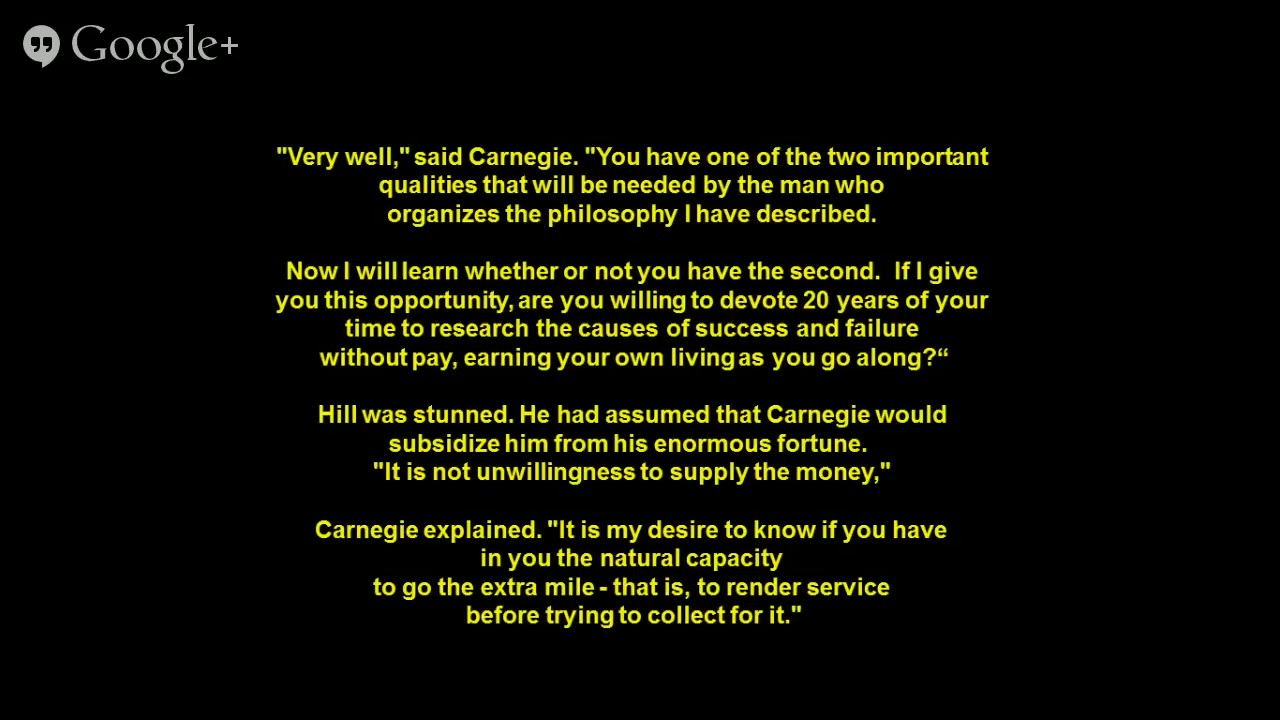 Google+
"Very well," said Carnegie. "You have one of the two important
qualities that will be needed by the man who
organizes the philosophy I have described.
Now I will learn whether or not you have the second.  If I give
you this opportunity, are you willing to devote 20 years of your
time to research the causes of success and failure
without pay, earning your own living as you go along?“
Hill was stunned. He had assumed that Carnegie would
subsidize him from his enormous fortune.
"It is not unwillingness to supply the money,"
Carnegie explained. "It is my desire to know if you have
in you the natural capacity
to go the extra mile - that is, to render service
before trying to collect for it."